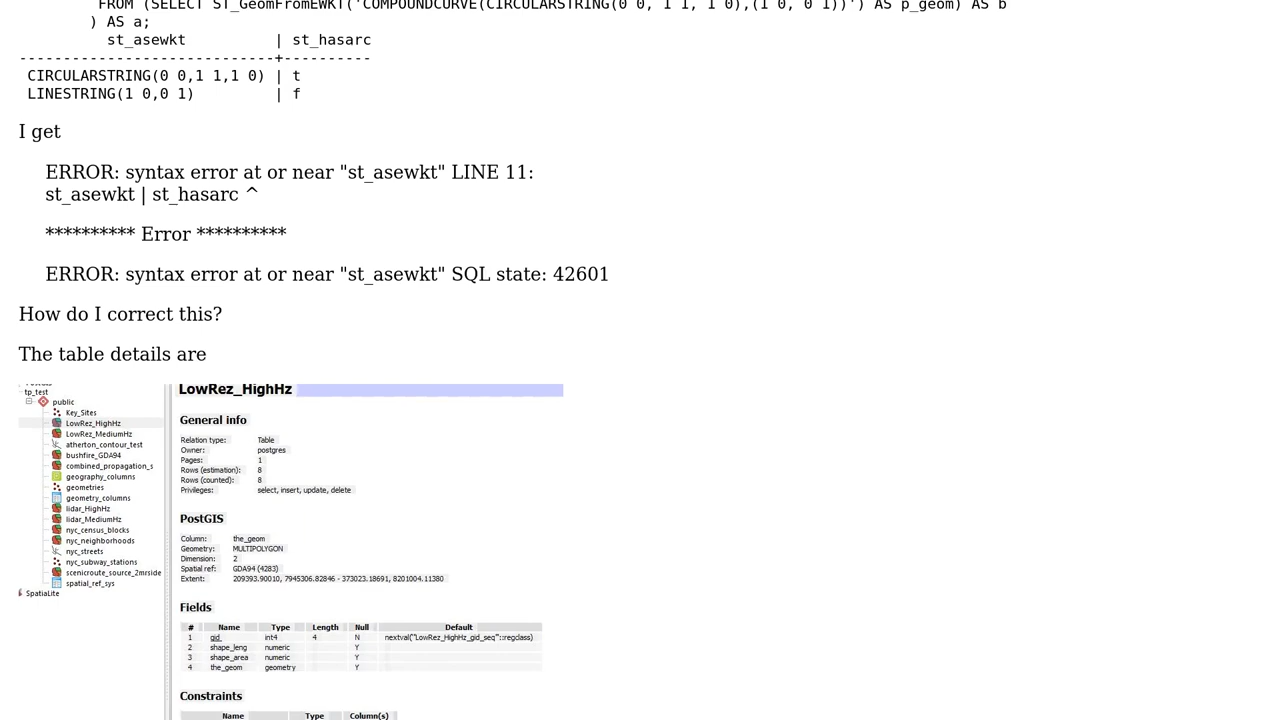 FROM (SELECT ST_GeomFromEWKT('COMPOUNDCURVE(CIRCULARSTRING(0 0, 1 1, 1 0),(1 0, 0 1))') AS p_geom) AS b
) AS a;
st_asewkt | st_hasarc
----------------------------+----------
CIRCULARSTRING(0 0,1 1,1 0) | t
LINESTRING(1 0,0 1) | f
I get
ERROR: syntax error at or near "st_asewkt" LINE 11:
st_asewkt | st_hasarc ^
********** Error **********
ERROR: syntax error at or near "st_asewkt" SQL state: 42601
How do I correct this?
The table details are
tp_test
public
Key_Sites
LowRez_HighHz
LowRez_MediumHz
atherton_contour_test
bushfire_GDA94
combined_propagation_s
geography_columns
geometries
geometry_columns
lidar_HighHz
lidar_MediumHz
nyc_census_blocks
nyc_neighborhoods
nyc_streets
nyc_subway_stations
scenicroute_source_2mrside
spatial_ref_sys
SpatiaLite
LowRez_HighHz
General info
Relation type: Table
Owner: postgres
Pages: 1
Rows (estimation): 8
Rows (counted): 8
Privileges: select, insert, update, delete
PostGIS
Column: the_geom
Geometry: MULTIPOLYGON
Dimension: 2
Spatial ref: GDA94 (4283)
Extent: 209393.90010, 7945306.82846 - 373023.18691, 8201004.11380
Fields
# Name Type Length Null Default
1 gid int4 4 N nextval('"LowRez_HighHz_gid_seq"'::regclass)
2 shape_leng numeric Y
3 shape_area numeric Y
4 the_geom geometry Y
Constraints
Name Type Column(s)